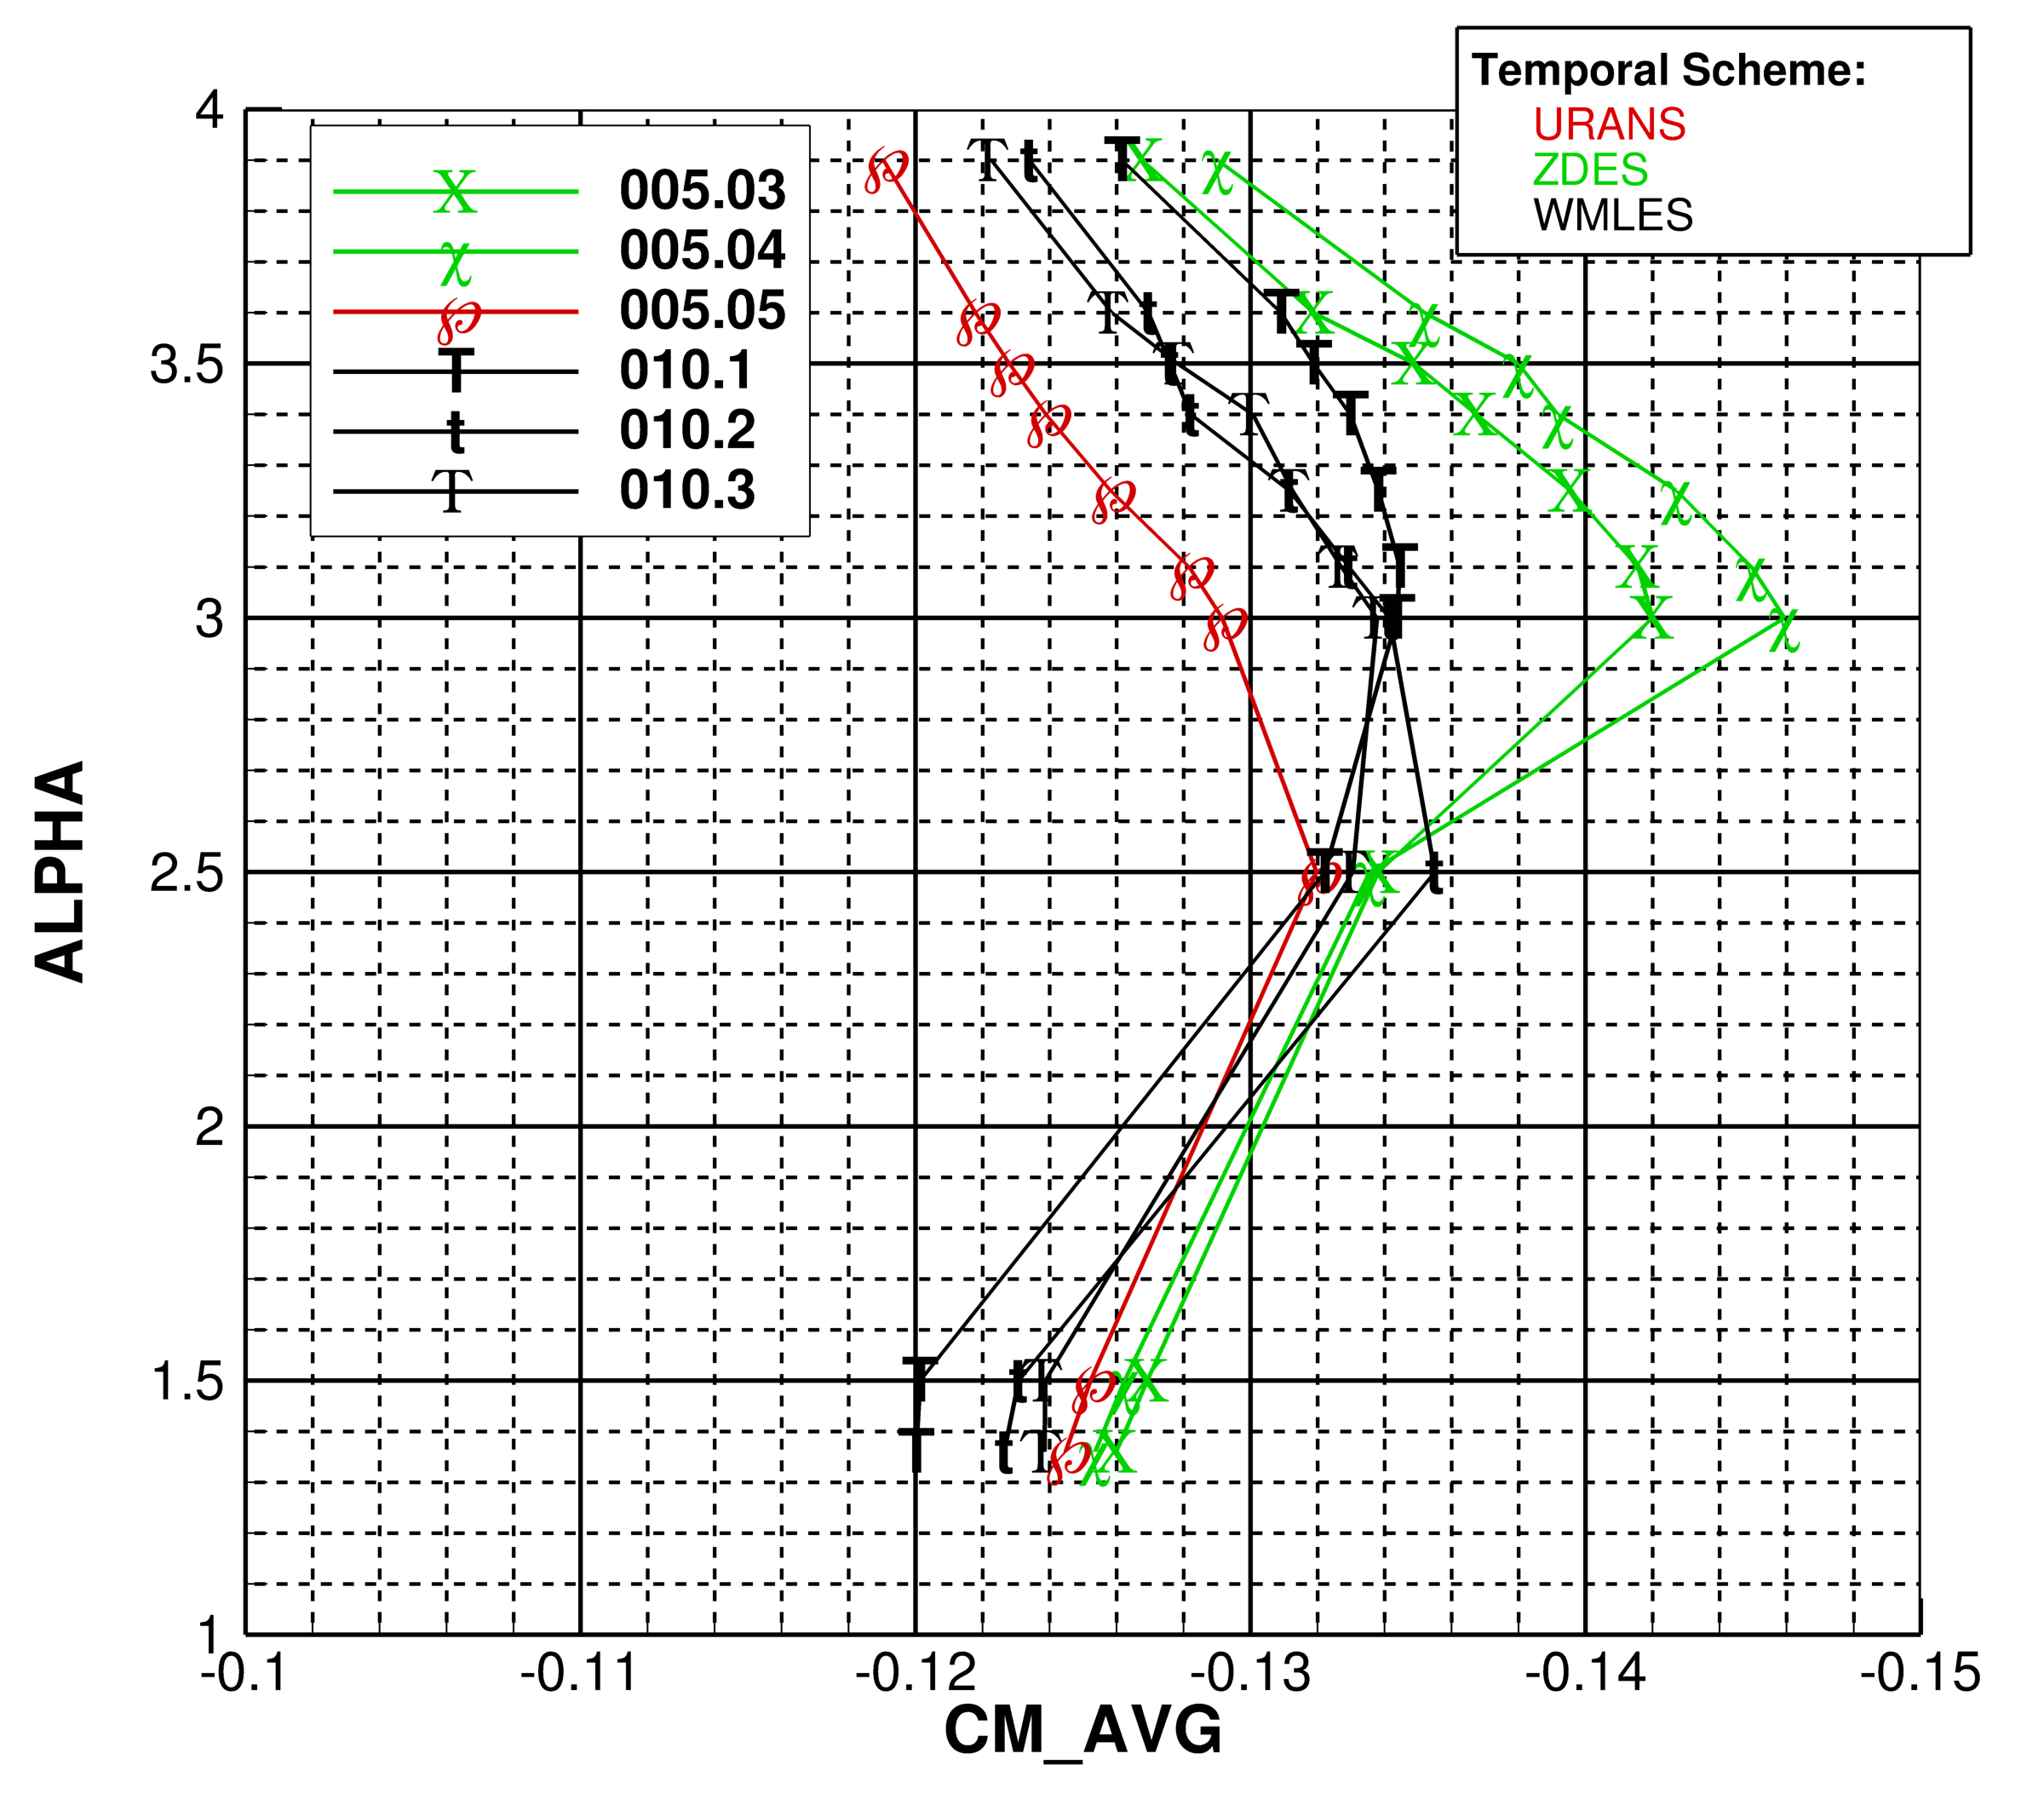 Temporal Scheme:
URANS
ZDES
WMLES
X 005.03
χ 005.04
℘ 005.05
T 010.1
t 010.2
T 010.3
4
3.5
3
2.5
2
1.5
1
ALPHA
-0.1 -0.11 -0.12 -0.13 -0.14 -0.15
CM_AVG